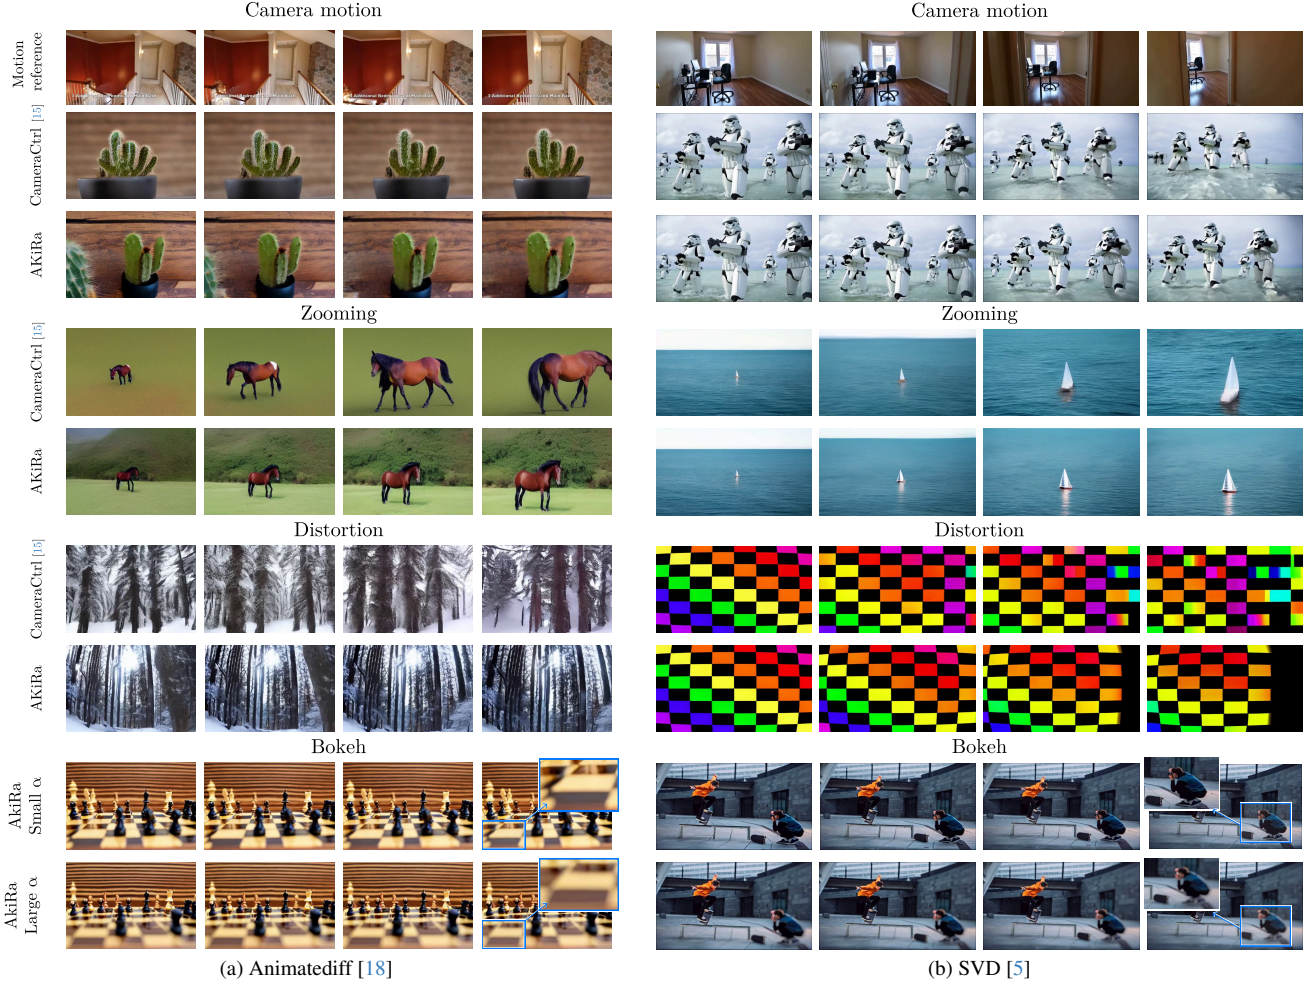 Camera motion
Camera motion
Motion
reference
CameraCtrl [15]
AKiRa
Zooming
Zooming
CameraCtrl [15]
AKiRa
Distortion
Distortion
CameraCtrl [15]
AKiRa
Bokeh
Bokeh
AkiRa
Small α
AkiRa
Large α
(a) Animatediff [18]
(b) SVD [5]